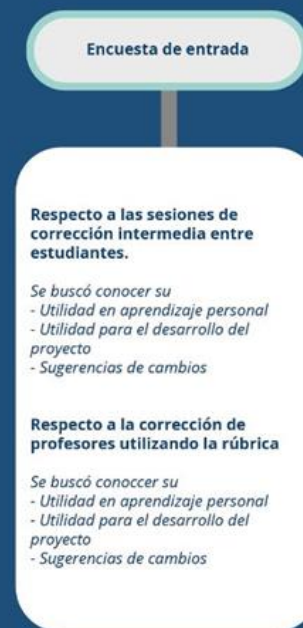 Encuesta de entrada
Respecto a las sesiones de
corrección intermedia entre
estudiantes.
Se buscó conocer su
- Utilidad en aprendizaje personal
- Utilidad para el desarrollo del
proyecto
- Sugerencias de cambios
Respecto a la corrección de
profesores utilizando la rúbrica
Se buscó conoccer su
- Utilidad en aprendizaje personal
- Utilidad para el desarrollo del
proyecto
- Sugerencias de cambios